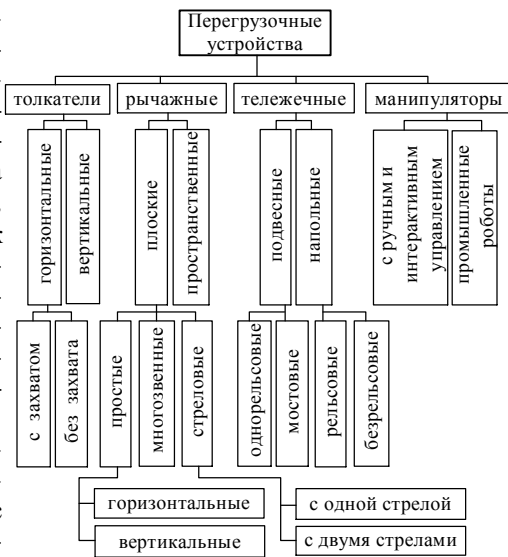 Перегрузочные
устройства
толкатели
рычажные
тележечные
манипуляторы
горизонтальные
вертикальные
плоские
пространственные
подвесные
напольные
с ручным и
интерактивным
управлением
промышленные
роботы
с захватом
без захвата
простые
многозвенные
стреловые
однорельсовые
мостовые
рельсовые
безрельсовые
горизонтальные
с одной стрелой
вертикальные
с двумя стрелами